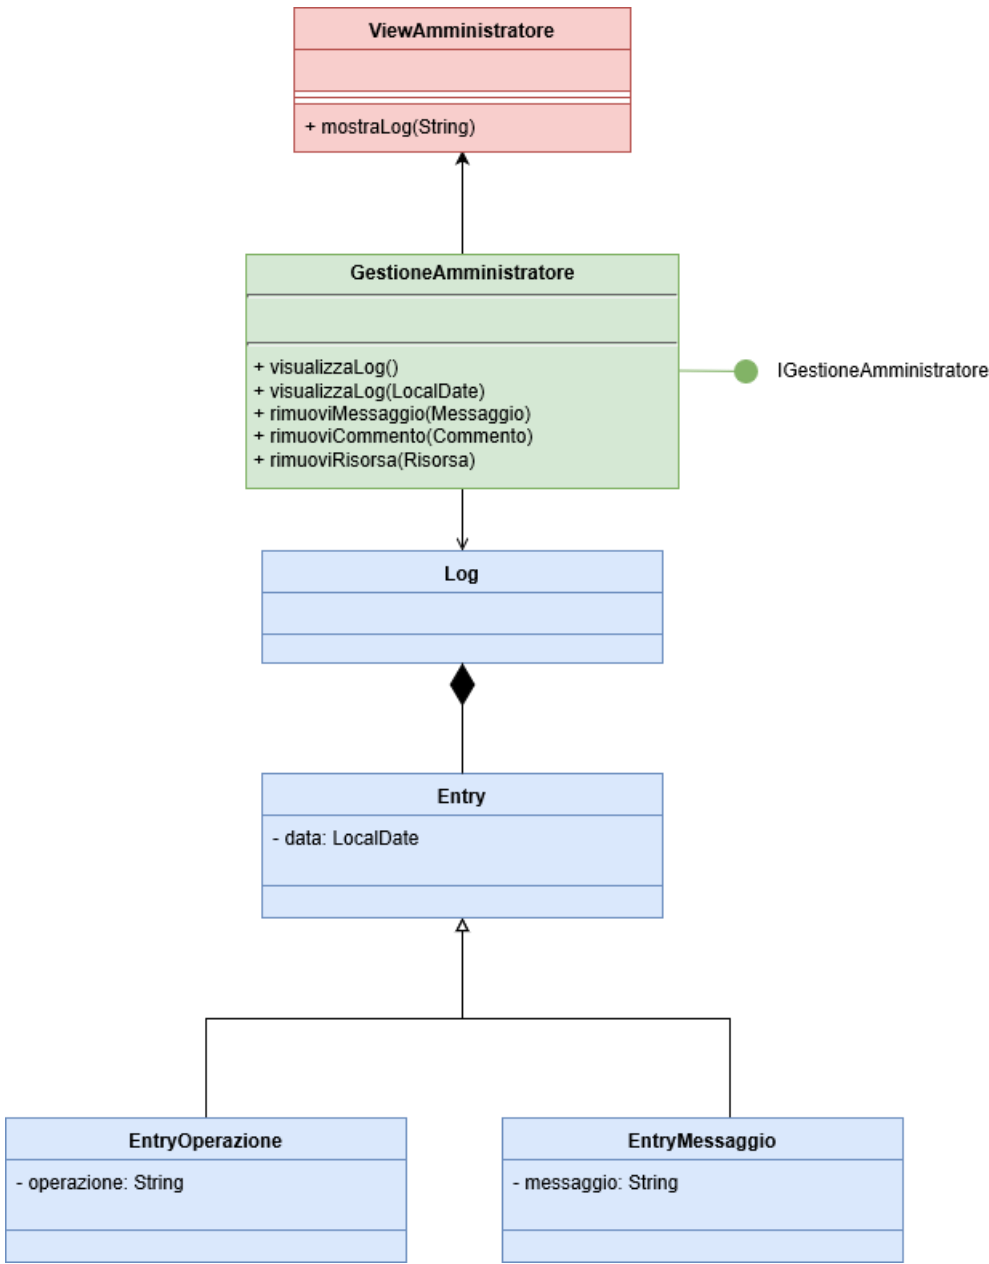 ViewAmministratore
+ mostraLog(String)
GestioneAmministratore
+ visualizzaLog()
+ visualizzaLog(LocalDate)
+ rimuoviMessaggio(Messaggio)
+ rimuoviCommento(Commento)
+ rimuoviRisorsa(Risorsa)
IGestioneAmministratore
Log
Entry
- data: LocalDate
EntryOperazione
- operazione: String
EntryMessaggio
- messaggio: String